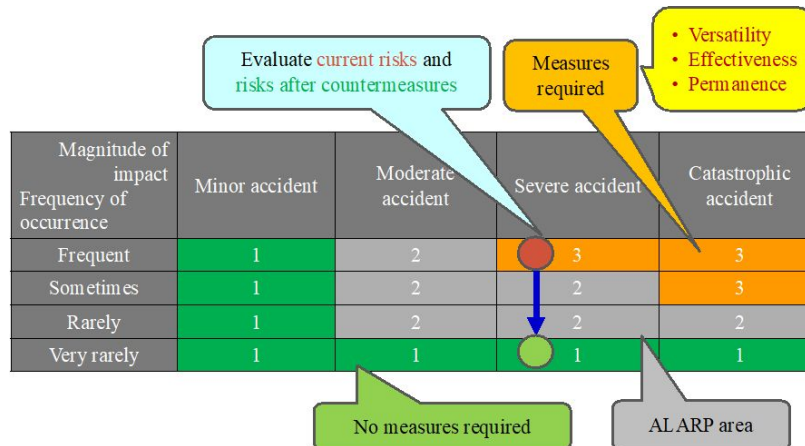 Evaluate current risks and
risks after countermeasures
Measures
required
• Versatility
• Effectiveness
• Permanence
Magnitude of
impact
Frequency of
occurrence
Minor accident
Moderate
accident
Severe accident
Catastrophic
accident
Frequent 1 2 3 3
Sometimes 1 2 2 3
Rarely 1 2 2 2
Very rarely 1 1 1 1
No measures required
ALARP area